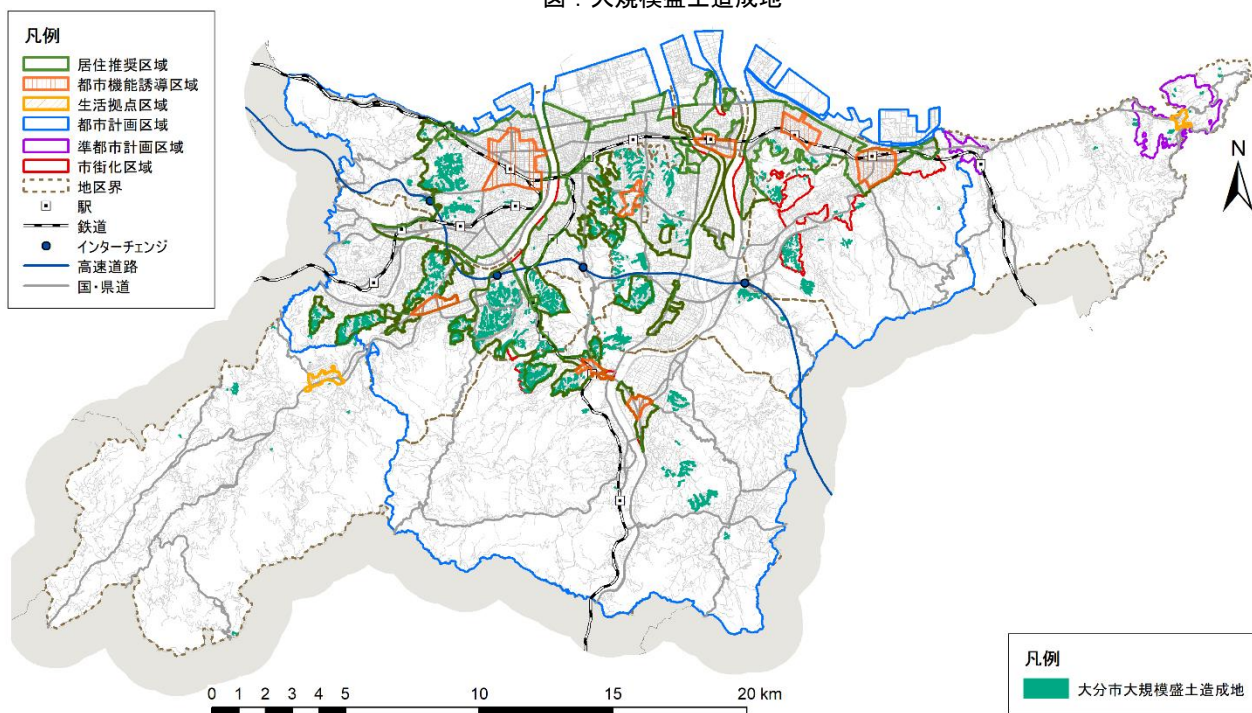 図：大規模盛土造成地
凡例
居住推奨区域
都市機能誘導区域
生活拠点区域
都市計画区域
準都市計画区域
市街化区域
地区界
駅
鉄道
インターチェンジ
高速道路
国・県道
N
0 1 2 3 4 5 10 15 20 km
凡例
大分市大規模盛土造成地